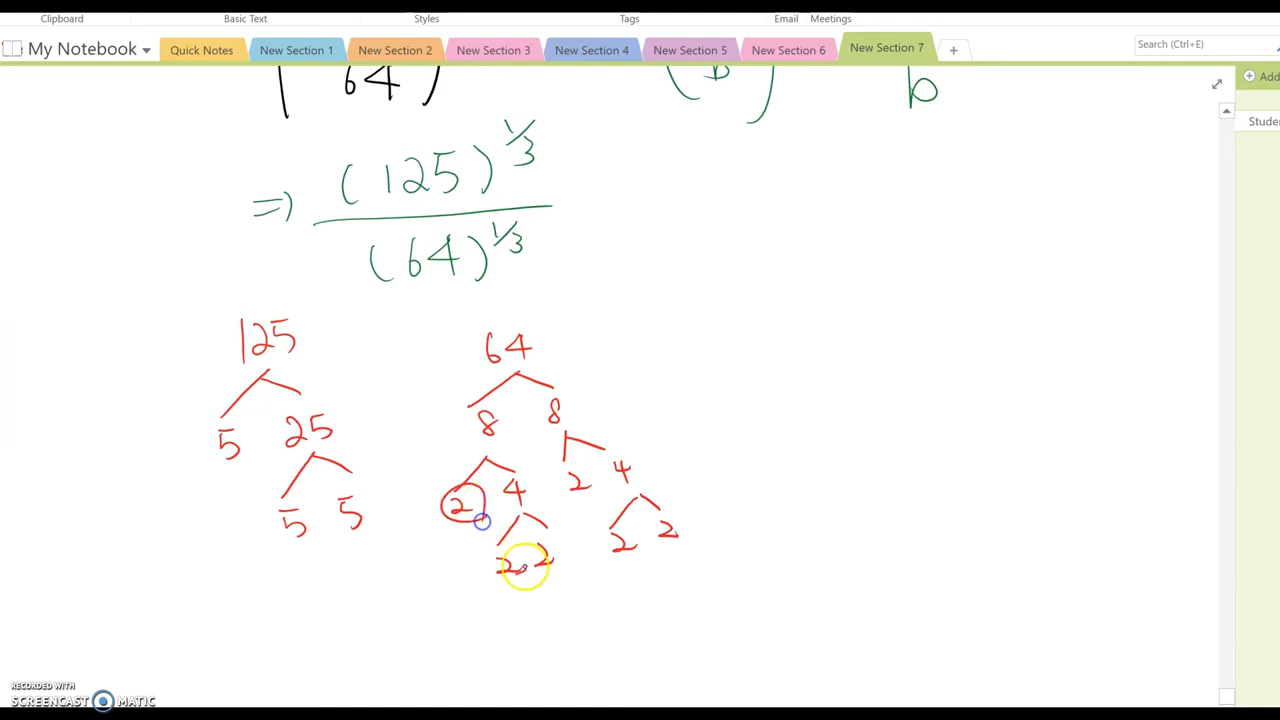 Clipboard Basic Text Styles Tags Email Meetings
My Notebook Quick Notes New Section 1 New Section 2 New Section 3 New Section 4 New Section 5 New Section 6 New Section 7 + Search (Ctrl+E)
Add
Studen
64) ) b
⇒ (125)^1/3
(64)^1/3
125 64
5 25 8 8
5 5 2 4 2 4
2 2 2 2
RECORDED WITH
SCREENCAST MATIC